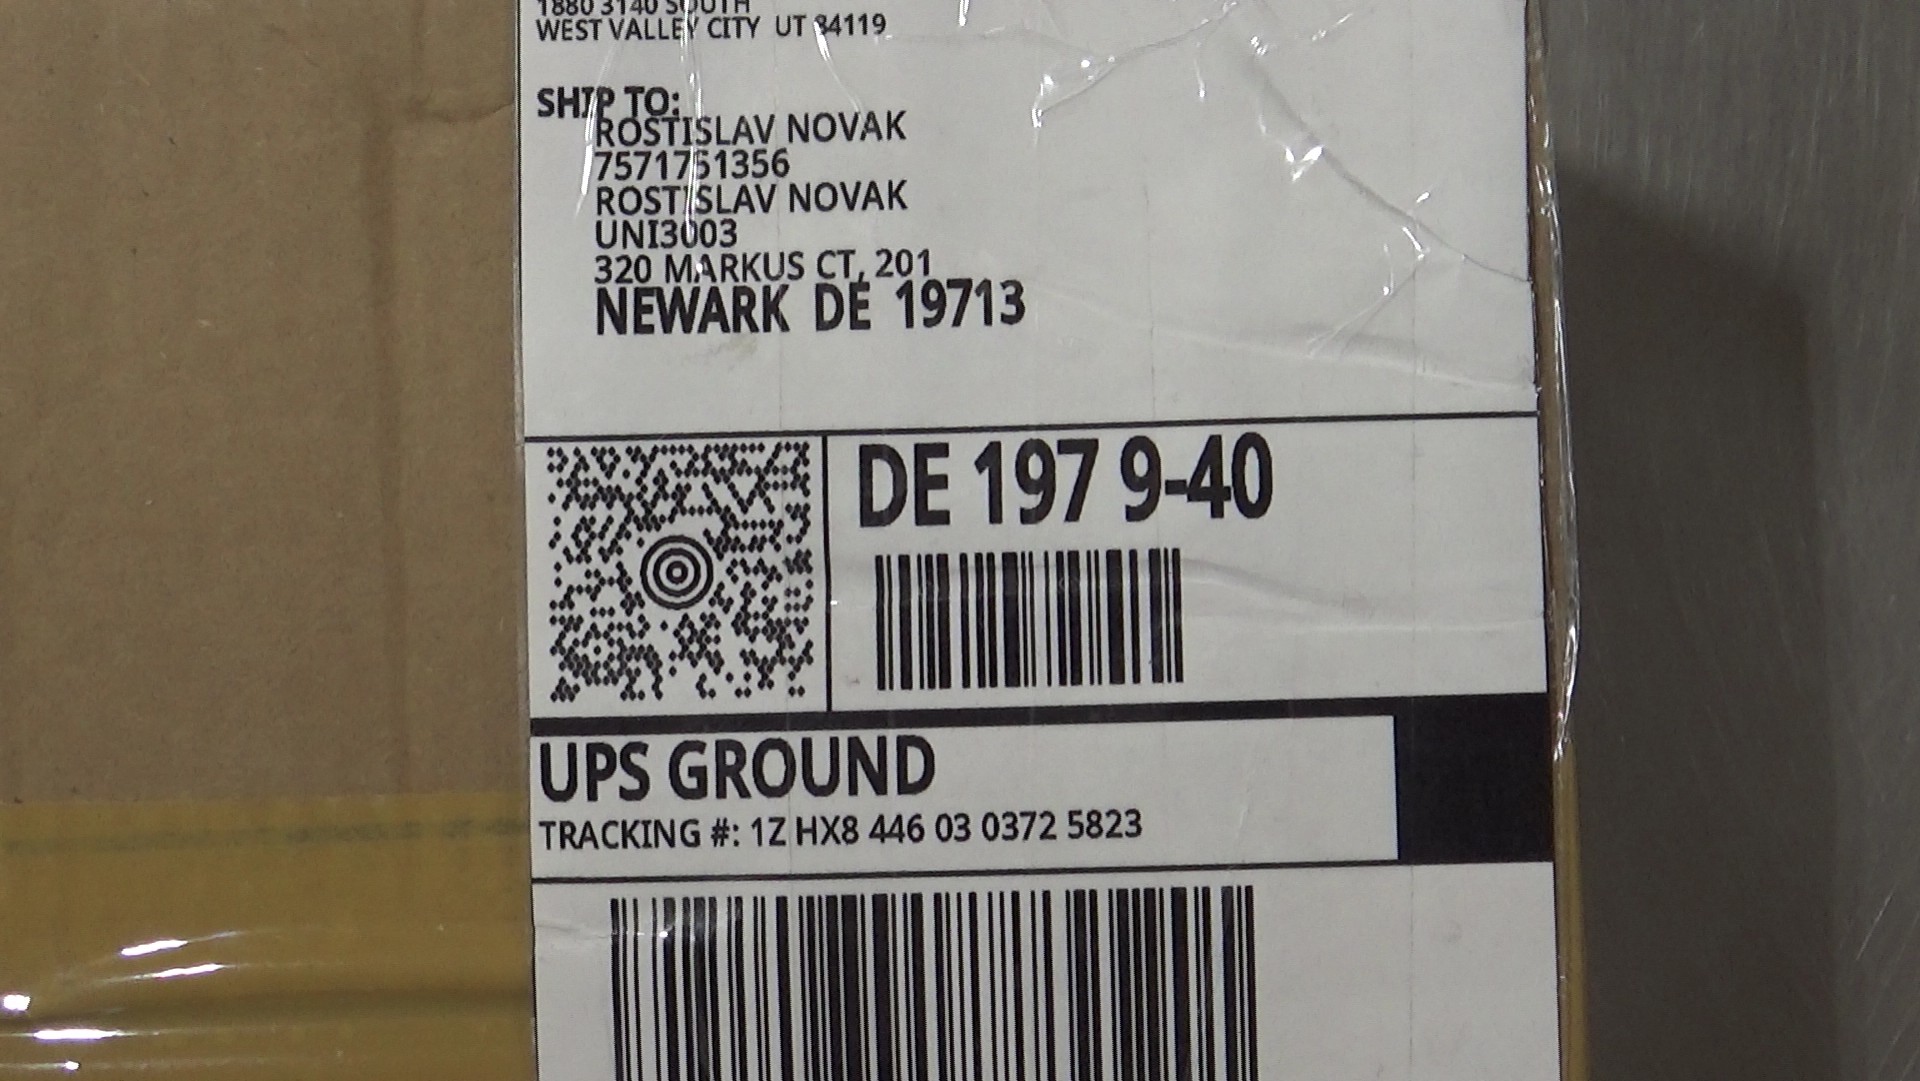 1880 3140 SOUTH
WEST VALLEY CITY UT 84119
SHIP TO:
ROSTISLAV NOVAK
7571751356
ROSTISLAV NOVAK
UNI3003
320 MARKUS CT, 201
NEWARK DE 19713
DE 197 9-40
UPS GROUND
TRACKING #: 1Z HX8 446 03 0372 5823